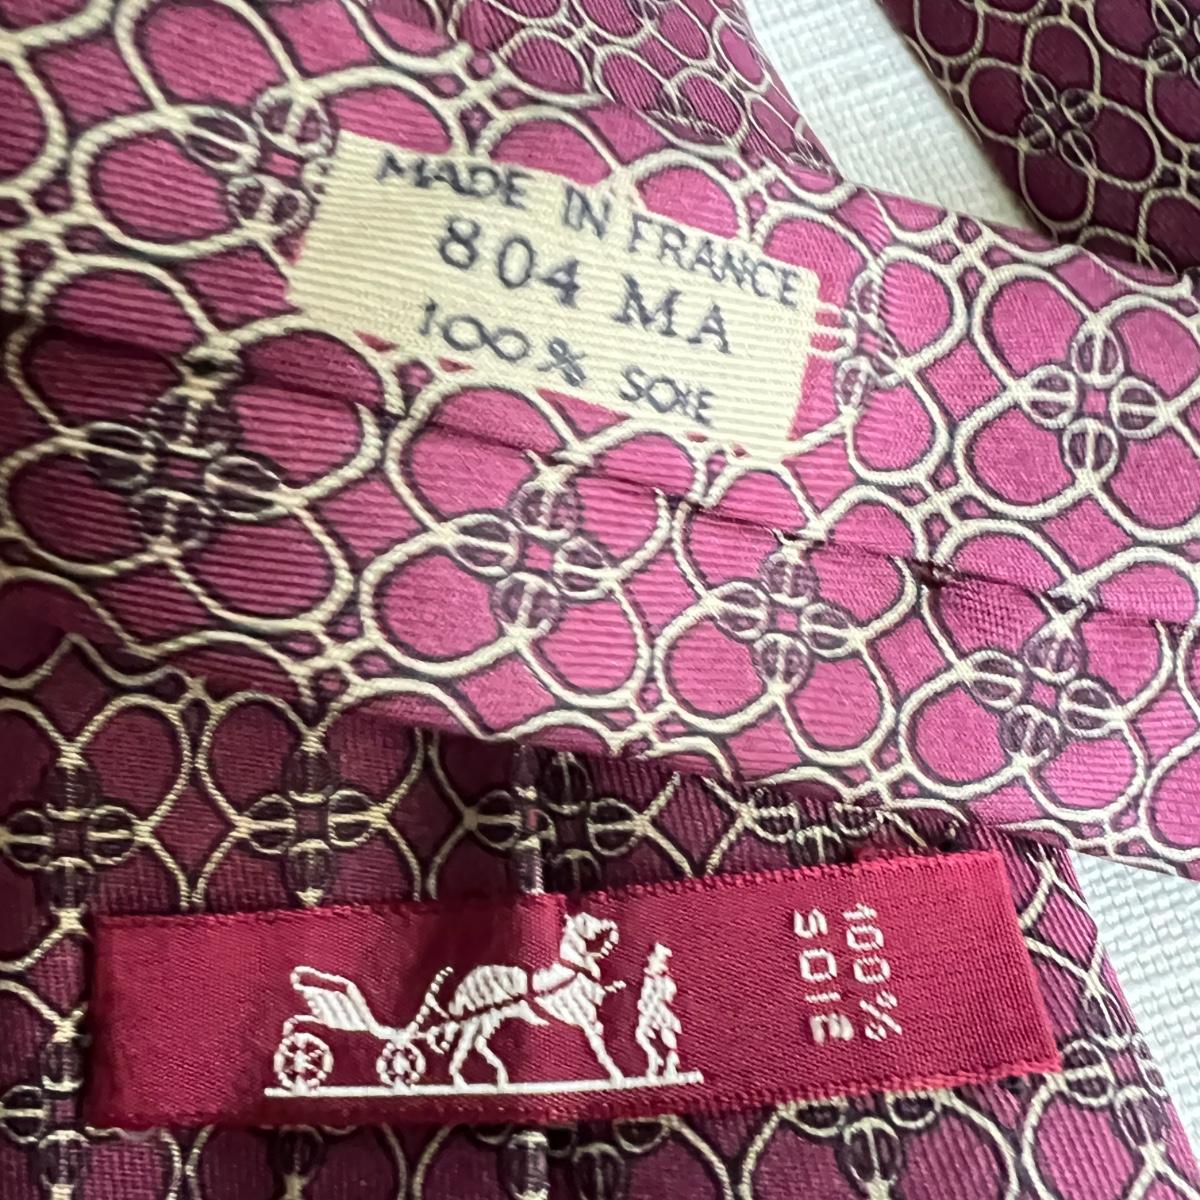 MADE IN FRANCE
804 MA
100% SOIE
100%
SOIE